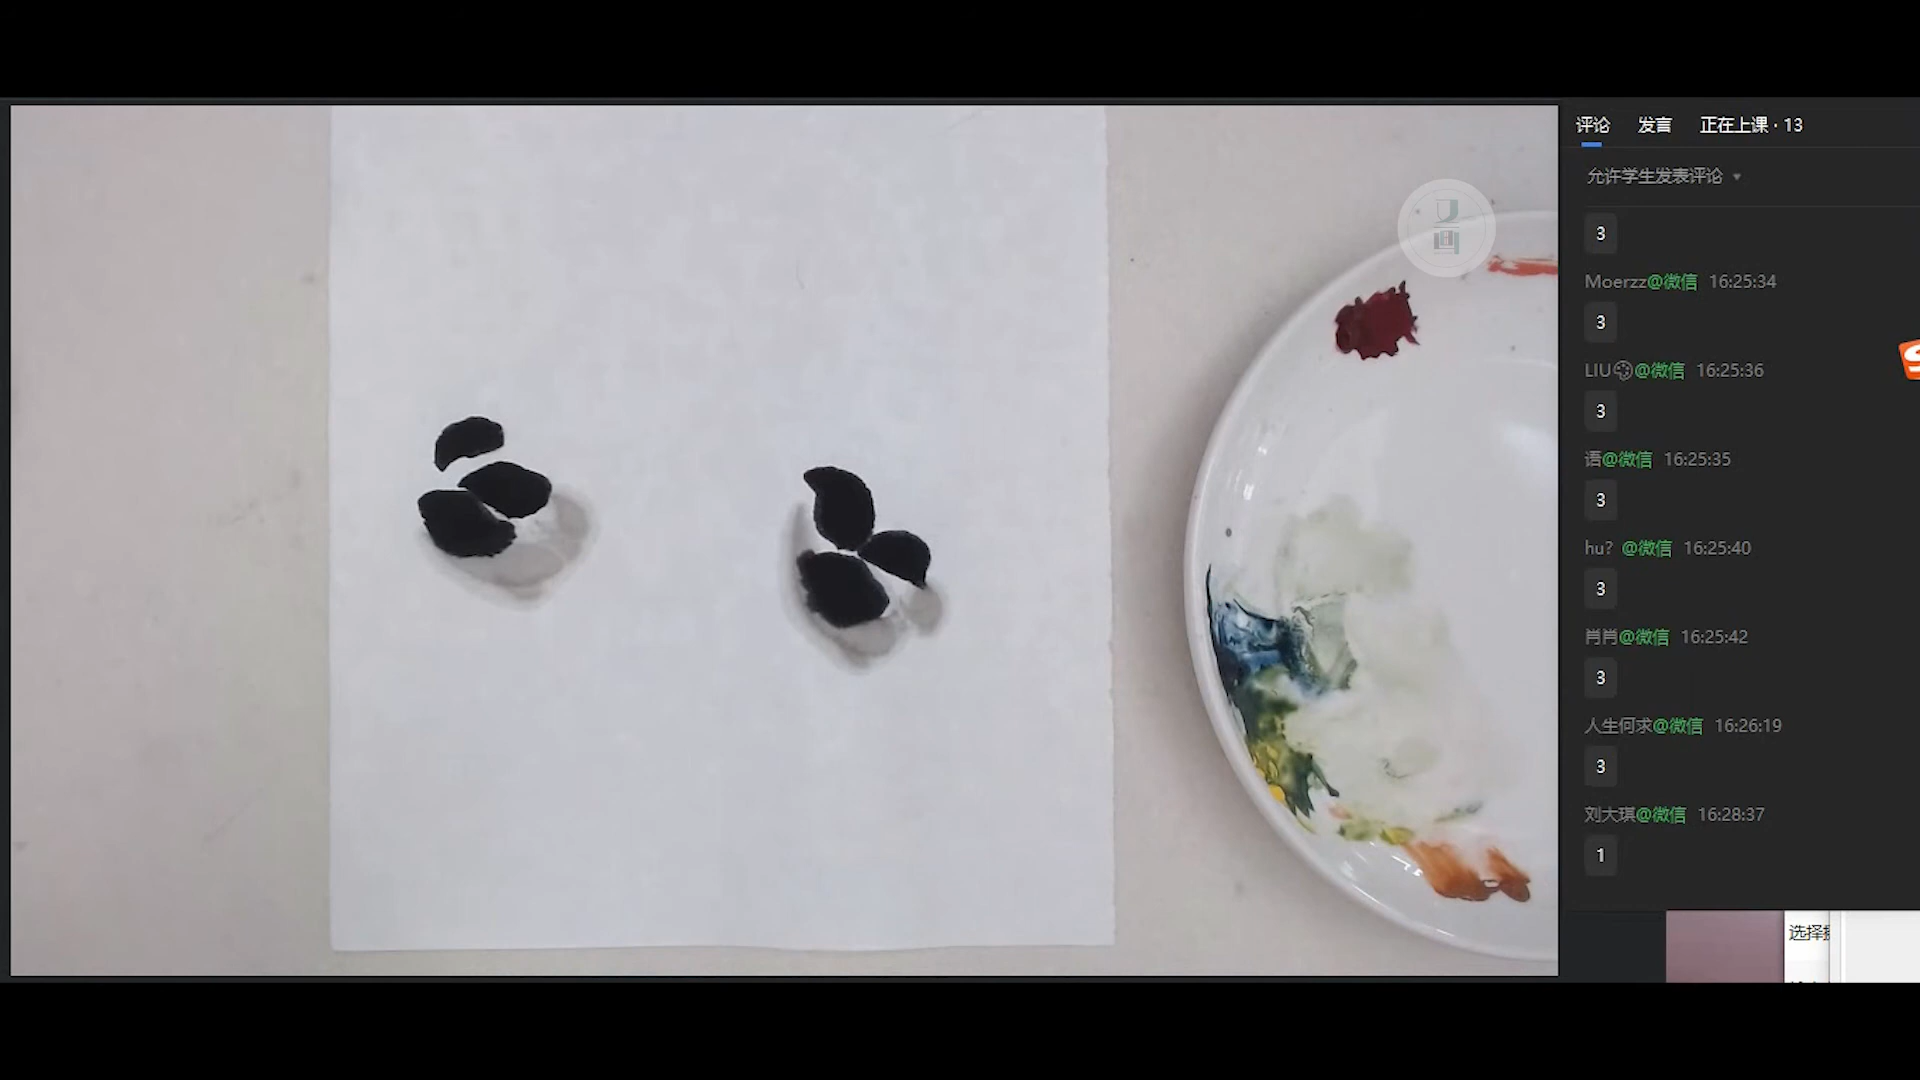 评论 发言 正在上课 · 13
允许学生发表评论
3
Moerzz@微信 16:25:34
3
LIU@微信 16:25:36
3
语@微信 16:25:35
3
hu? @微信 16:25:40
3
肖肖@微信 16:25:42
3
人生何求@微信 16:26:19
3
刘大琪@微信 16:28:37
1
选择